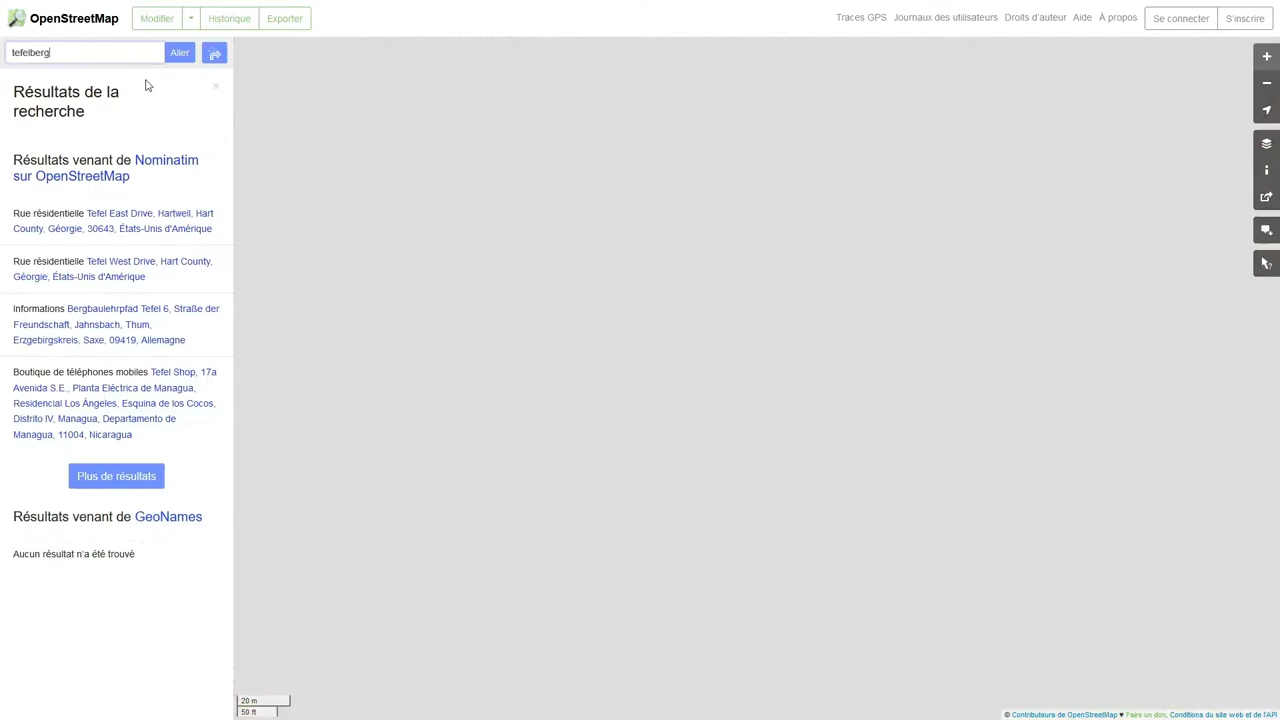 OpenStreetMap
Modifier
Historique
Exporter
Traces GPS
Journaux des utilisateurs
Droits d'auteur
Aide
À propos
Se connecter
S'inscrire
tefelberg
Aller
Résultats de la
recherche
×
Résultats venant de Nominatim
sur OpenStreetMap
Rue résidentielle Tefel East Drive, Hartwell, Hart
County, Géorgie, 30643, États-Unis d'Amérique
Rue résidentielle Tefel West Drive, Hart County,
Géorgie, États-Unis d'Amérique
Informations Bergbaulehrpfad Tefel 6, Straße der
Freundschaft, Jahnsbach, Thum,
Erzgebirgskreis, Saxe, 09419, Allemagne
Boutique de téléphones mobiles Tefel Shop, 17a
Avenida S.E., Planta Eléctrica de Managua,
Residencial Los Ángeles, Esquina de los Cocos,
Distrito IV, Managua, Departamento de
Managua, 11004, Nicaragua
Plus de résultats
Résultats venant de GeoNames
Aucun résultat n'a été trouvé
20 m
50 ft
© Contributeurs de OpenStreetMap ♥ Faire un don. Conditions du site web et de l'API